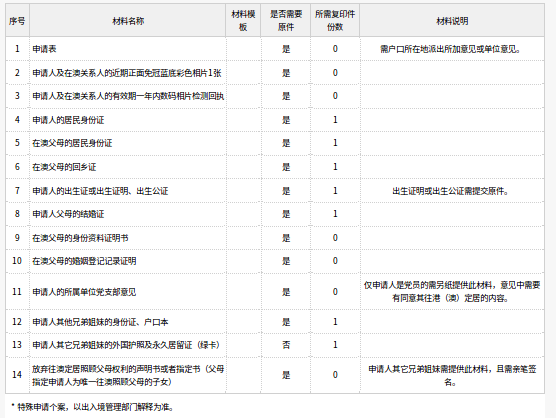 序号 材料名称 材料模板 是否需要原件 所需复印件份数 材料说明
1 申请表 是 0 需户口所在地派出所加意见或单位意见。
2 申请人及在澳关系人的近期正面免冠蓝底彩色相片1张 是 0
3 申请人及在澳关系人的有效期一年内数码相片检测回执 是 0
4 申请人的居民身份证 是 1
5 在澳父母的居民身份证 是 1
6 在澳父母的回乡证 是 1
7 申请人的出生证或出生证明、出生公证 是 1 出生证明或出生公证需提交原件。
8 申请人父母的结婚证 是 1
9 在澳父母的身份资料证明书 是 0
10 在澳父母的婚姻登记记录证明 是 0
11 申请人的所属单位党支部意见 是 0 仅申请人是党员的需另纸提供此材料，意见中需要
有同意其往港（澳）定居的内容。
12 申请人其他兄弟姐妹的身份证、户口本 是 1
13 申请人其它兄弟姐妹的外国护照及永久居留证（绿卡） 否 1
14 放弃往澳定居照顾父母权利的声明书或者指定书（父母
指定申请人为唯一往澳照顾父母的子女） 是 0 申请人其它兄弟姐妹需提供此材料，且需亲笔签
名。
* 特殊申请个案，以出入境管理部门解释为准。